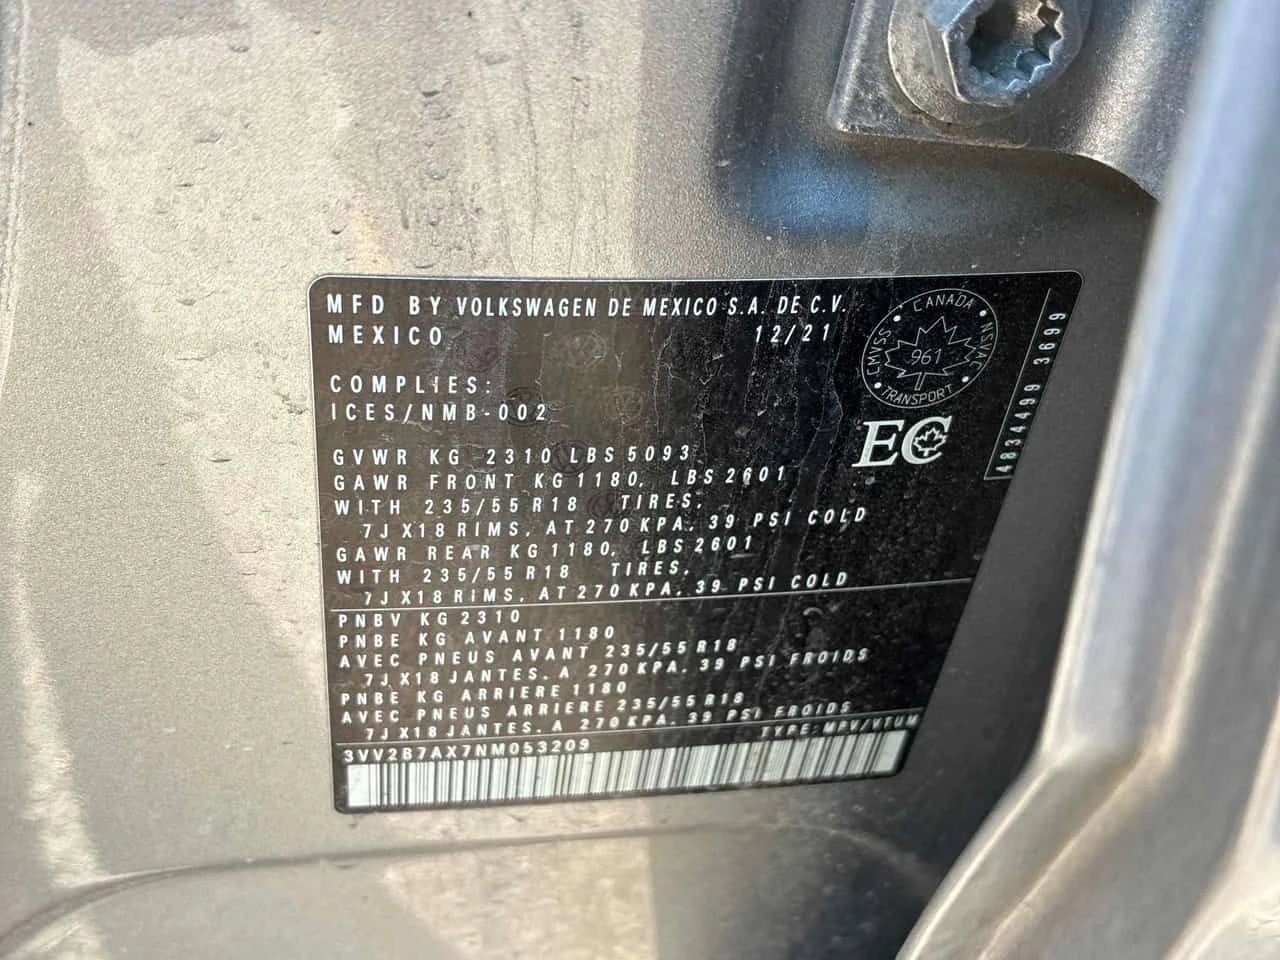 MFD BY VOLKSWAGEN DE MEXICO S.A. DE C.V.
MEXICO 12/21
CANADA
CMVSS NSVAC
961
TRANSPORT
4834499 3699
COMPLIES:
ICES/NMB-002
EC
GVWR KG 2310 LBS 5093
GAWR FRONT KG 1180, LBS 2601
WITH 235/55 R18 TIRES,
7J X18 RIMS, AT 270 KPA, 39 PSI COLD
GAWR REAR KG 1180, LBS 2601
WITH 235/55 R18 TIRES,
7J X18 RIMS, AT 270 KPA, 39 PSI COLD
PNBV KG 2310
PNBE KG AVANT 1180
AVEC PNEUS AVANT 235/55 R18
7J X18 JANTES, A 270 KPA, 39 PSI FROIDS
PNBE KG ARRIERE 1180
AVEC PNEUS ARRIERE 235/55 R18
7J X18 JANTES, A 270 KPA, 39 PSI FROIDS
3VV2B7AX7NM053209 TYPE: MPV/VTUM